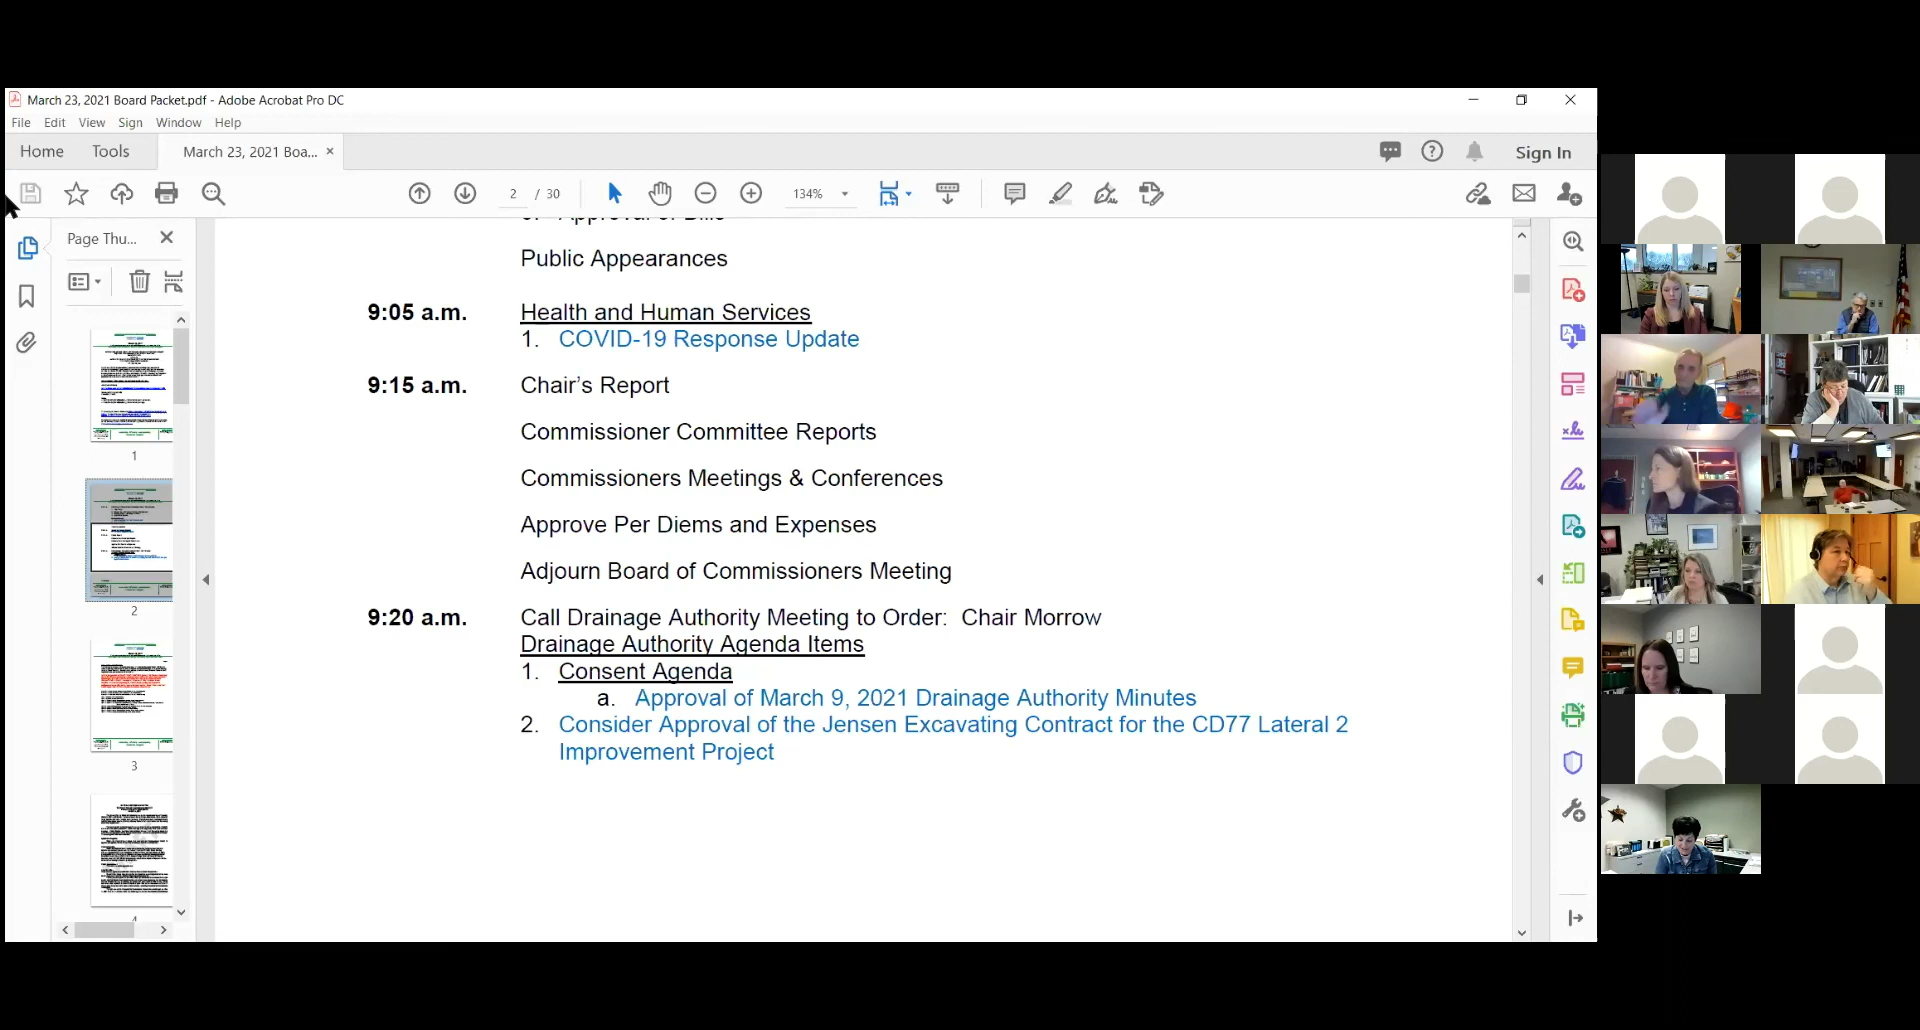 March 23, 2021 Board Packet.pdf - Adobe Acrobat Pro DC
File Edit View Sign Window Help
Home Tools March 23, 2021 Boa... × Sign In
2 / 30 134%
Page Thu...
1
2
3
4
Approval of Bills
Public Appearances
9:05 a.m. Health and Human Services
1. COVID-19 Response Update
9:15 a.m. Chair's Report
Commissioner Committee Reports
Commissioners Meetings & Conferences
Approve Per Diems and Expenses
Adjourn Board of Commissioners Meeting
9:20 a.m. Call Drainage Authority Meeting to Order: Chair Morrow
Drainage Authority Agenda Items
1. Consent Agenda
a. Approval of March 9, 2021 Drainage Authority Minutes
2. Consider Approval of the Jensen Excavating Contract for the CD77 Lateral 2
Improvement Project